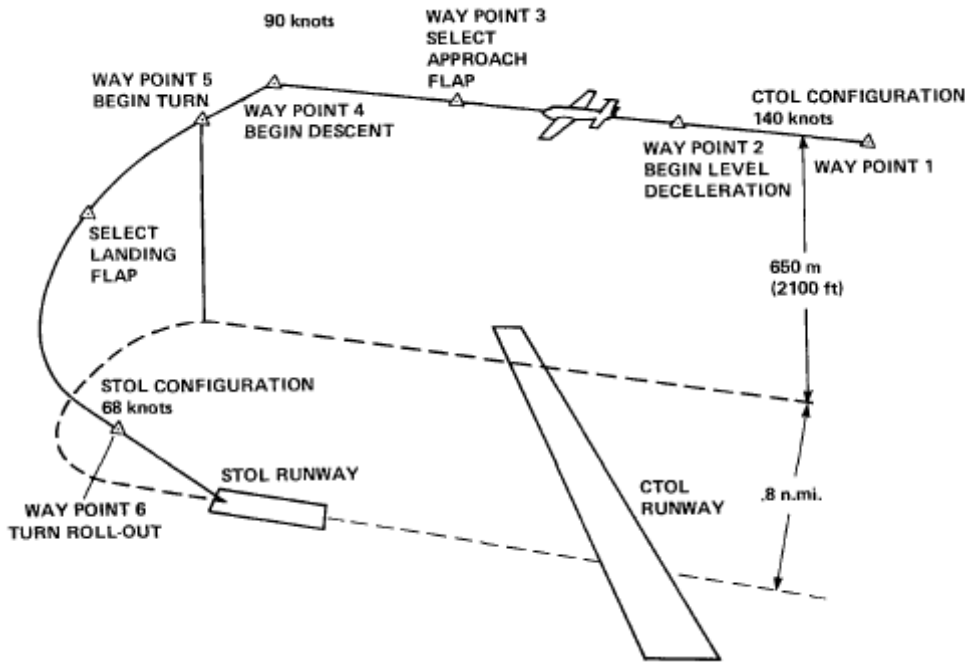 90 knots
WAY POINT 3
SELECT
APPROACH
FLAP
WAY POINT 5
BEGIN TURN
WAY POINT 4
BEGIN DESCENT
CTOL CONFIGURATION
140 knots
WAY POINT 2
BEGIN LEVEL
DECELERATION
WAY POINT 1
SELECT
LANDING
FLAP
650 m
(2100 ft)
STOL CONFIGURATION
68 knots
STOL RUNWAY
CTOL
RUNWAY
.8 n.mi.
WAY POINT 6
TURN ROLL-OUT